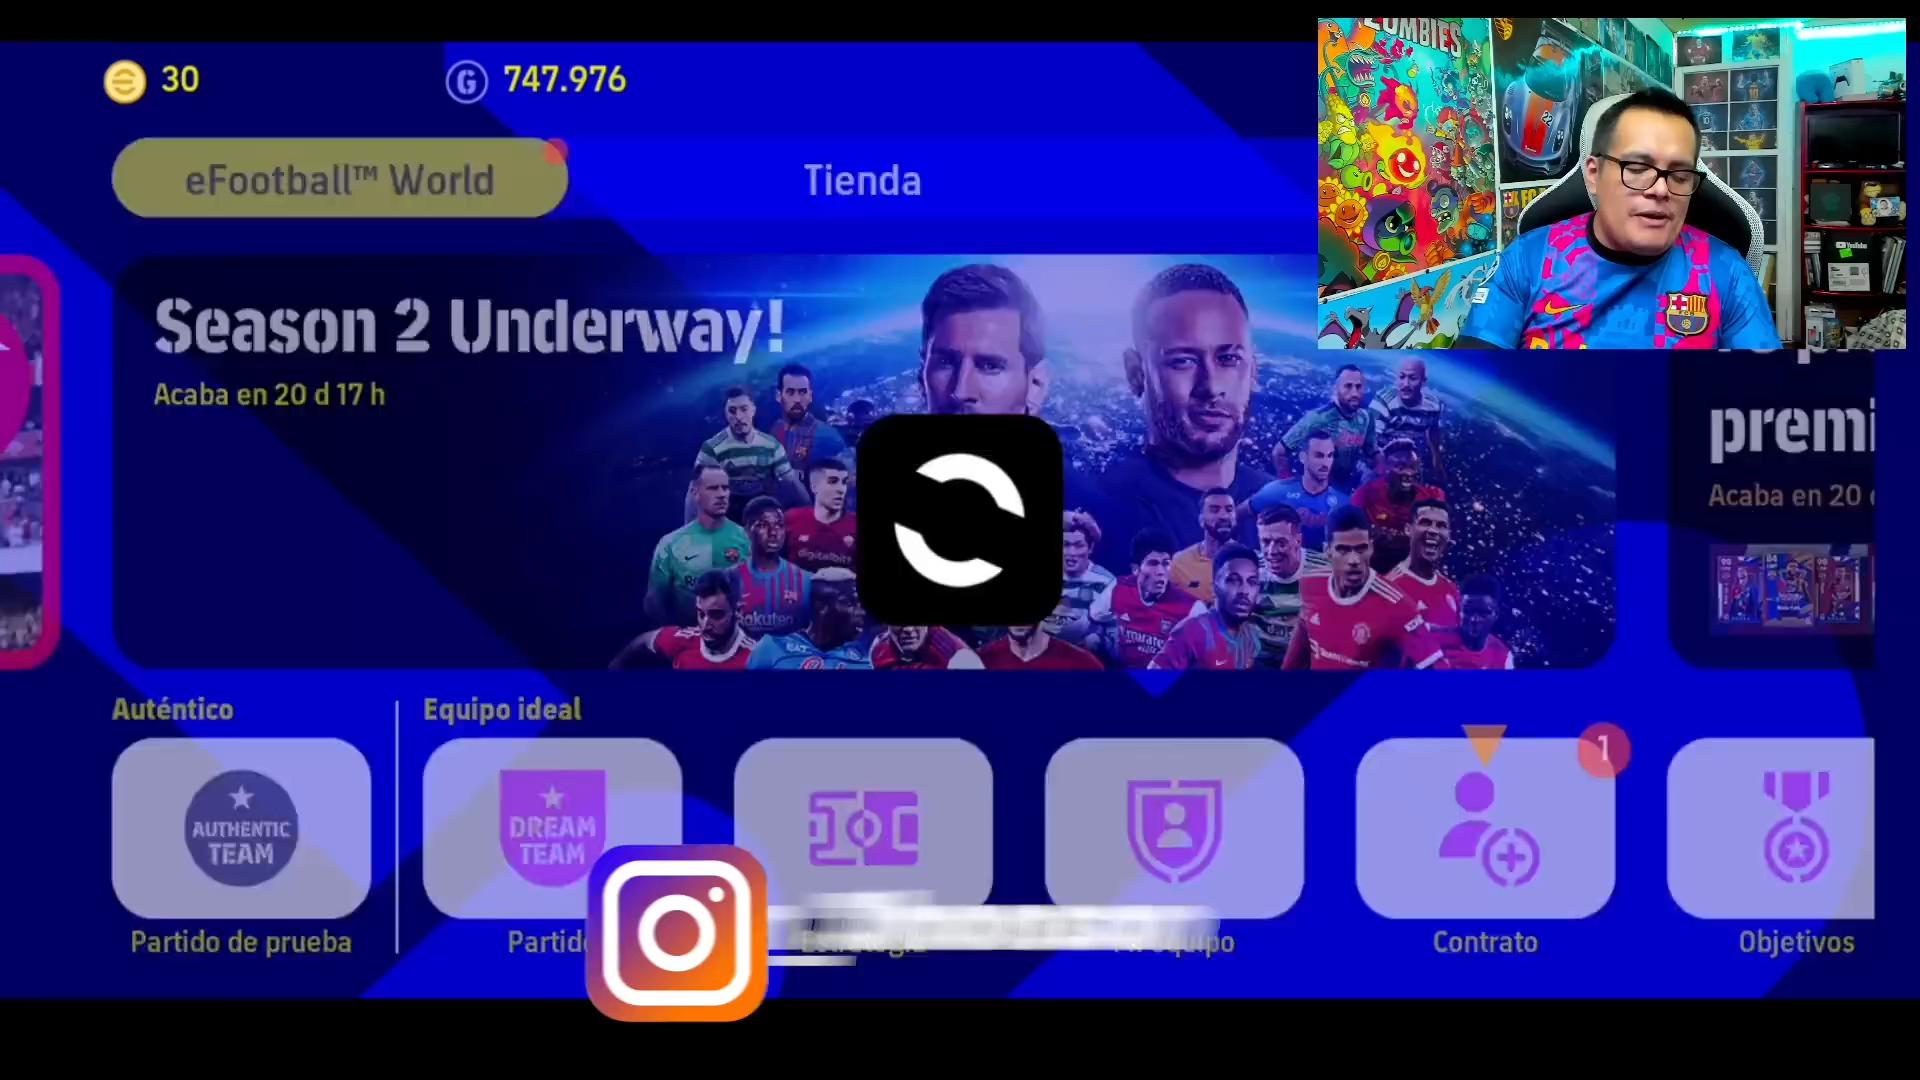 30
747.976
eFootball™ World
Tienda
ZOMBIES
Season 2 Underway!
Acaba en 20 d 17 h
premi
Acaba en 20 d
Auténtico
Equipo ideal
1
AUTHENTIC
TEAM
DREAM
TEAM
Partido de prueba
Contrato
Objetivos